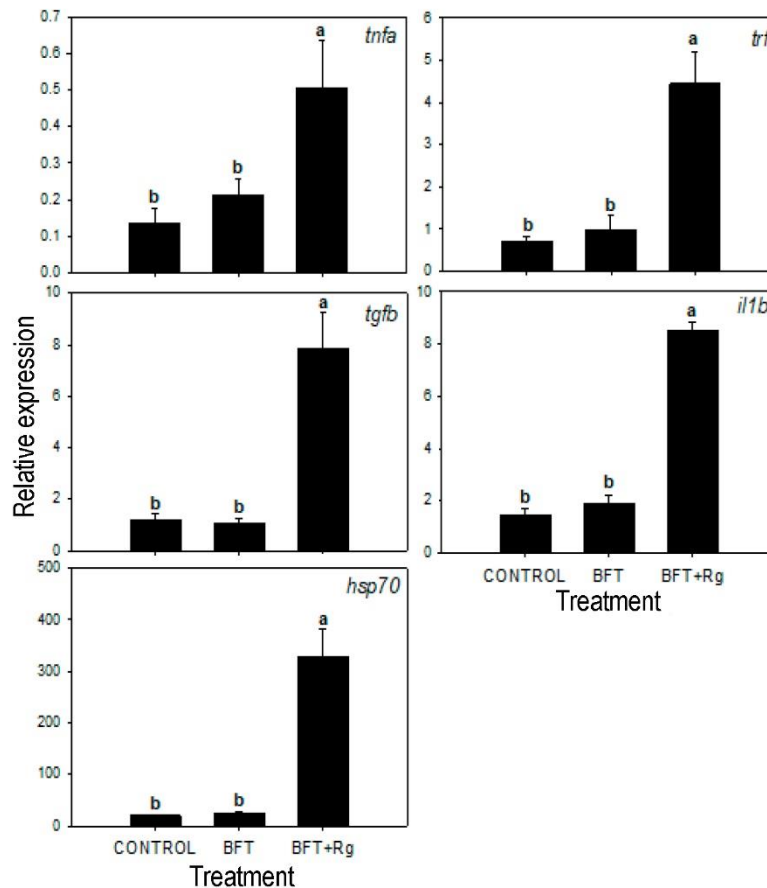 0.7
0.6
0.5
0.4
0.3
0.2
0.1
0.0
tnfa
b
b
a
6
5
4
3
2
1
0
trf
b
b
a
Relative expression
10
8
6
4
2
0
tgfb
b
b
a
10
8
6
4
2
0
il1b
b
b
a
CONTROL BFT BFT+Rg
Treatment
500
400
300
200
100
0
hsp70
b
b
a
CONTROL BFT BFT+Rg
Treatment